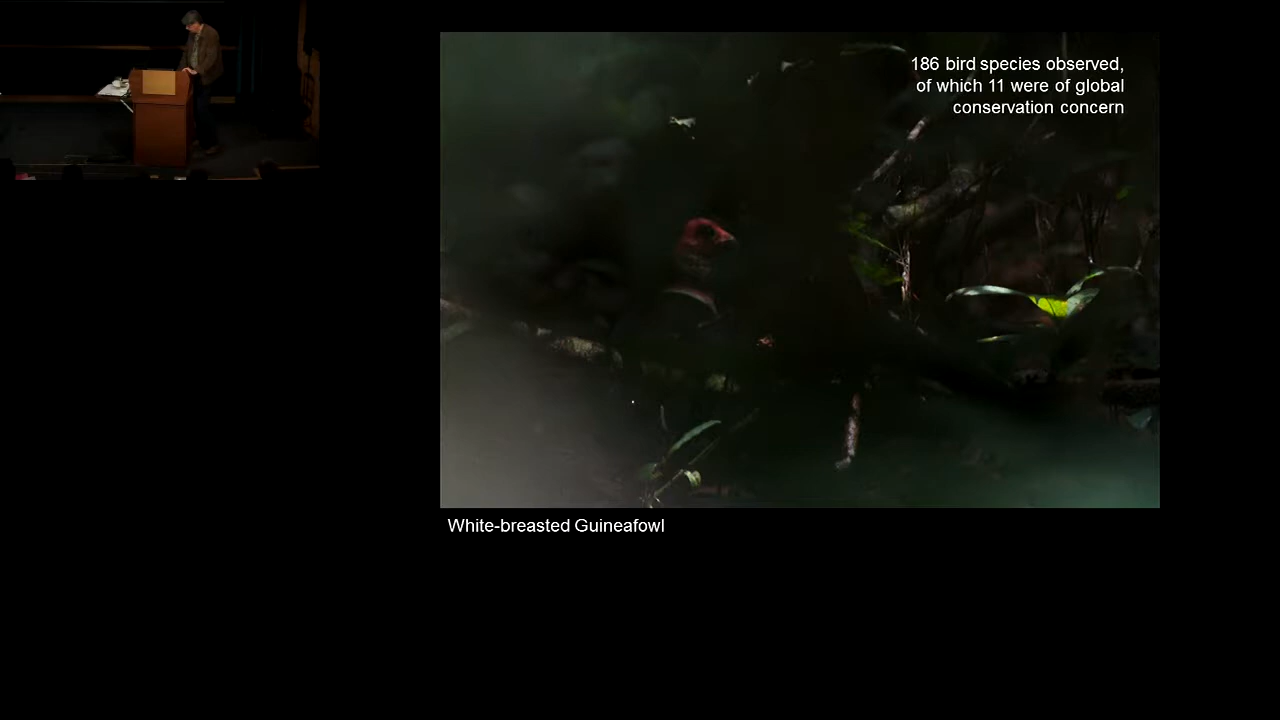 186 bird species observed,
of which 11 were of global
conservation concern
White-breasted Guineafowl